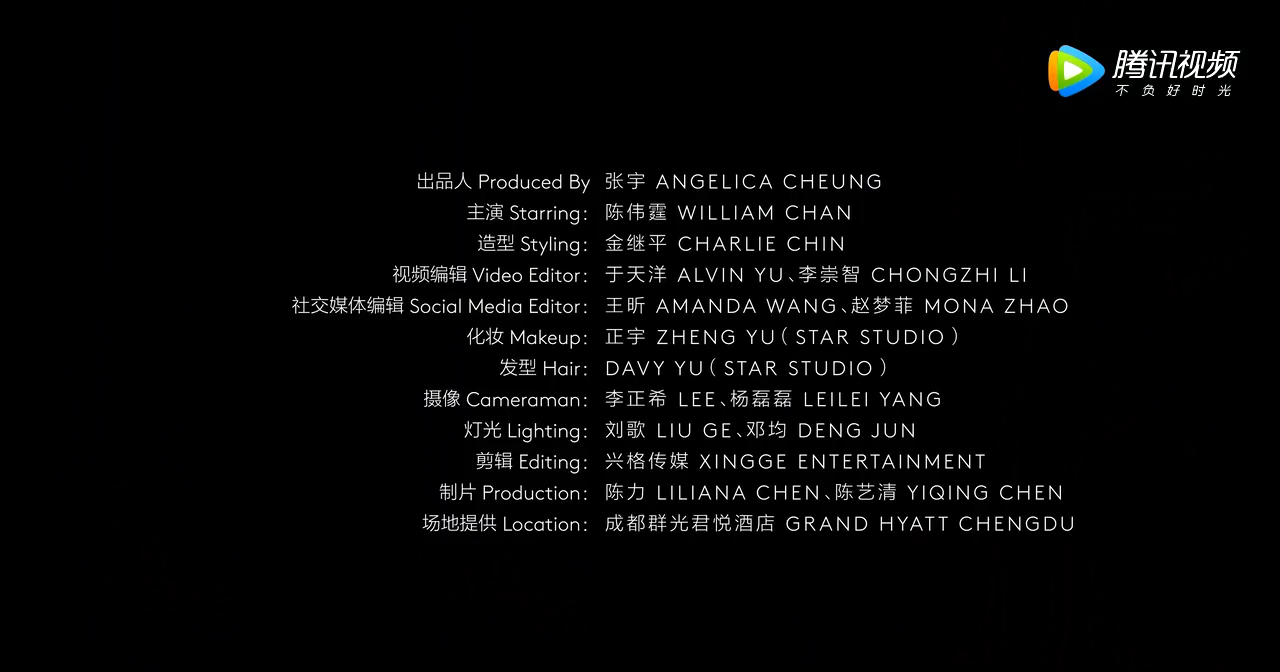 腾讯视频
不负好时光
出品人 Produced By 张宇 ANGELICA CHEUNG
主演 Starring: 陈伟霆 WILLIAM CHAN
造型 Styling: 金继平 CHARLIE CHIN
视频编辑 Video Editor: 于天洋 ALVIN YU、李崇智 CHONGZHI LI
社交媒体编辑 Social Media Editor: 王昕 AMANDA WANG、赵梦菲 MONA ZHAO
化妆 Makeup: 正宇 ZHENG YU（STAR STUDIO）
发型 Hair: DAVY YU（STAR STUDIO）
摄像 Cameraman: 李正希 LEE、杨磊磊 LEILEI YANG
灯光 Lighting: 刘歌 LIU GE、邓均 DENG JUN
剪辑 Editing: 兴格传媒 XINGGE ENTERTAINMENT
制片 Production: 陈力 LILIANA CHEN、陈艺清 YIQING CHEN
场地提供 Location: 成都群光君悦酒店 GRAND HYATT CHENGDU